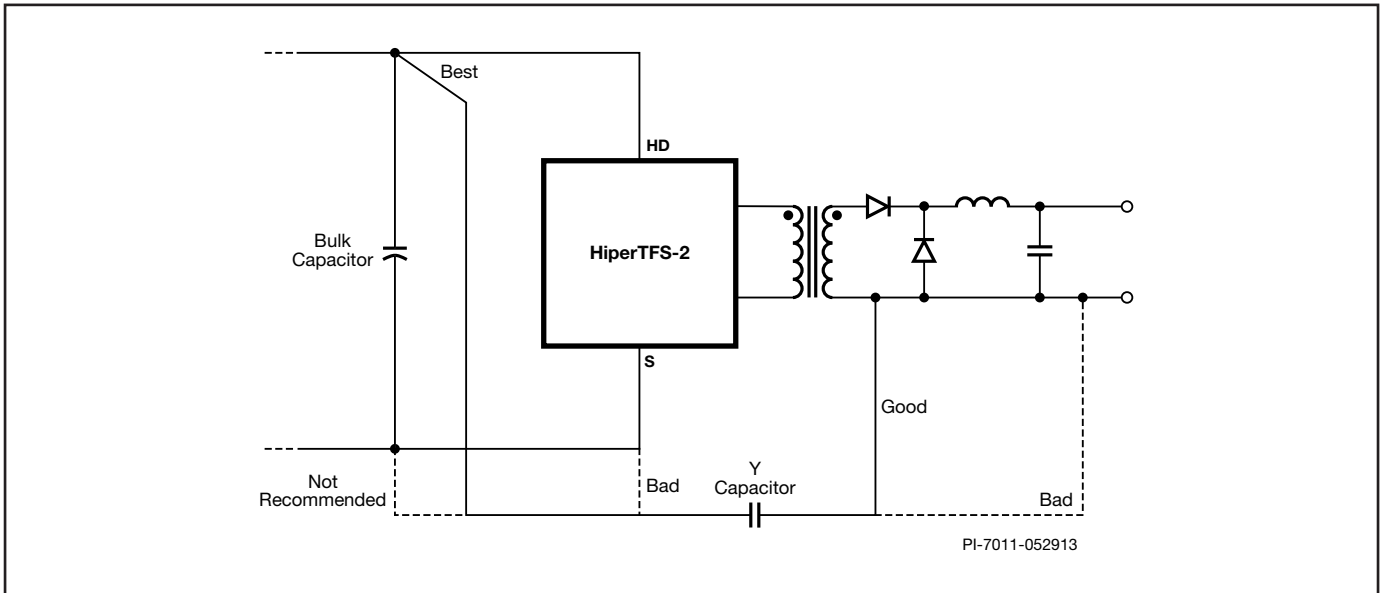 Best
HD
Bulk
Capacitor
HiperTFS-2
S
Good
Not
Recommended
Bad
Y
Capacitor
Bad
PI-7011-052913